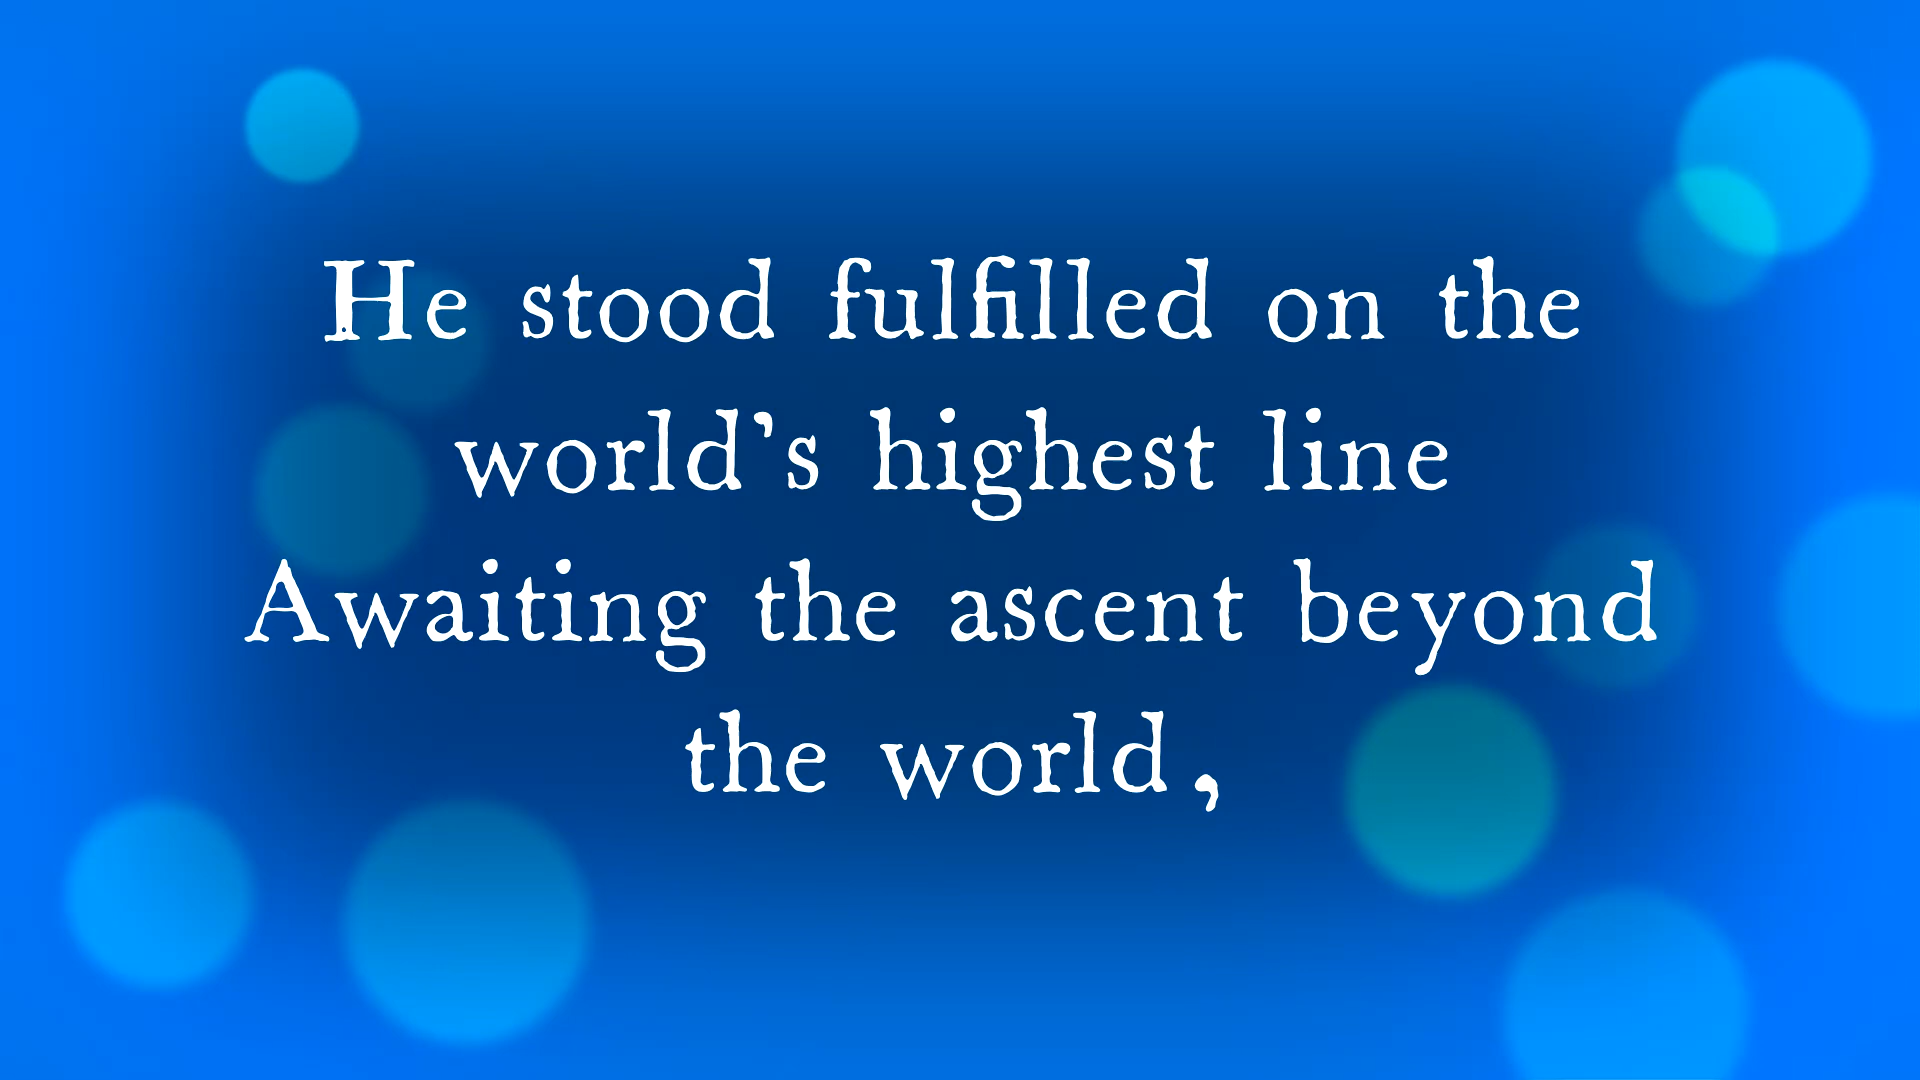 He stood fulfilled on the
world’s highest line
Awaiting the ascent beyond
the world,